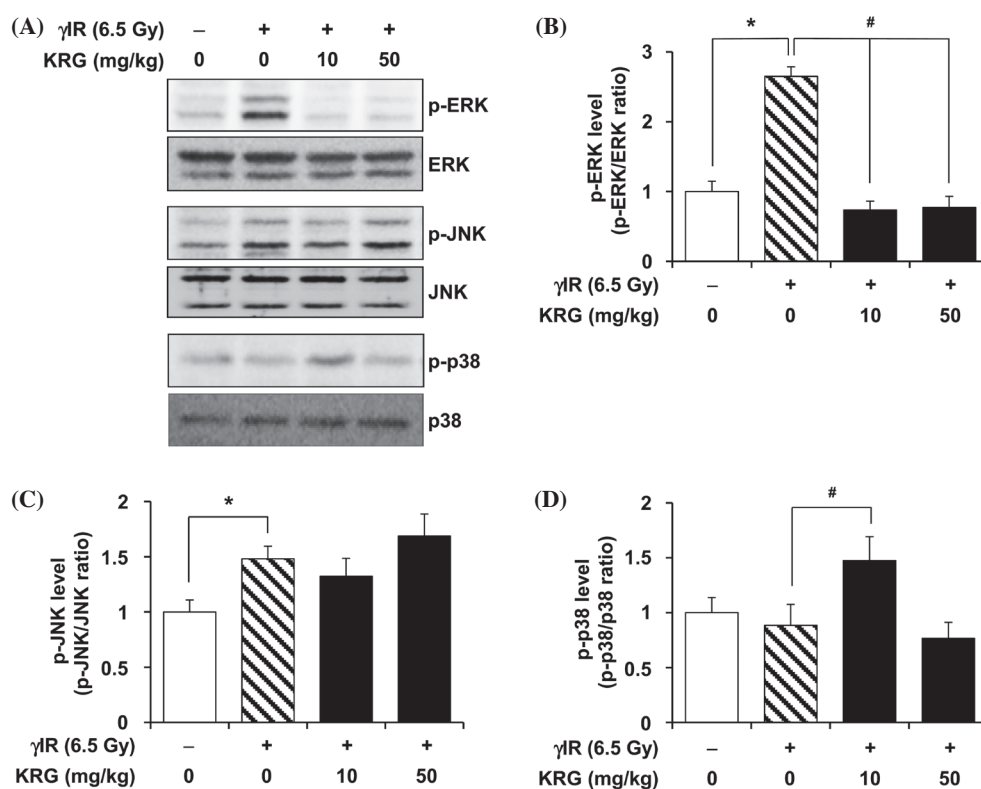 (A)
γIR (6.5 Gy) – + + +
KRG (mg/kg) 0 0 10 50
p-ERK
ERK
p-JNK
JNK
p-p38
p38
(B)
* #
3
2
1
0
p-ERK level
(p-ERK/ERK ratio)
γIR (6.5 Gy) – + + +
KRG (mg/kg) 0 0 10 50
(C)
*
2
1.5
1
0.5
0
p-JNK level
(p-JNK/JNK ratio)
γIR (6.5 Gy) – + + +
KRG (mg/kg) 0 0 10 50
(D)
#
2
1.5
1
0.5
0
p-p38 level
(p-p38/p38 ratio)
γIR (6.5 Gy) – + + +
KRG (mg/kg) 0 0 10 50